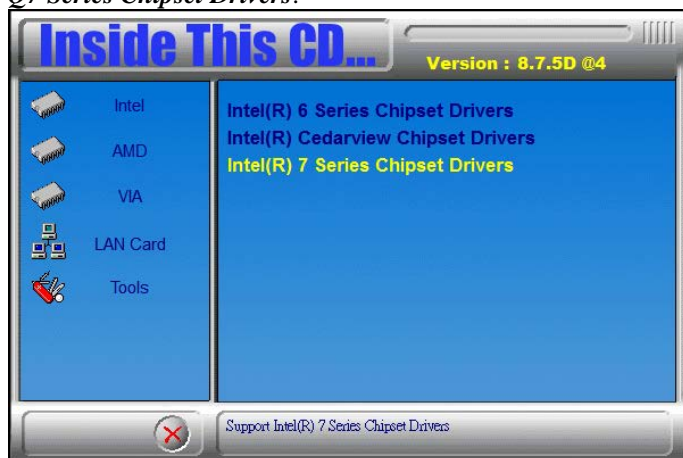 Q7 Series Chipset Drivers.
Inside This CD...
Version : 8.7.5D @4
Intel
AMD
VIA
LAN Card
Tools
Intel(R) 6 Series Chipset Drivers
Intel(R) Cedarview Chipset Drivers
Intel(R) 7 Series Chipset Drivers
Support Intel(R) 7 Series Chipset Drivers